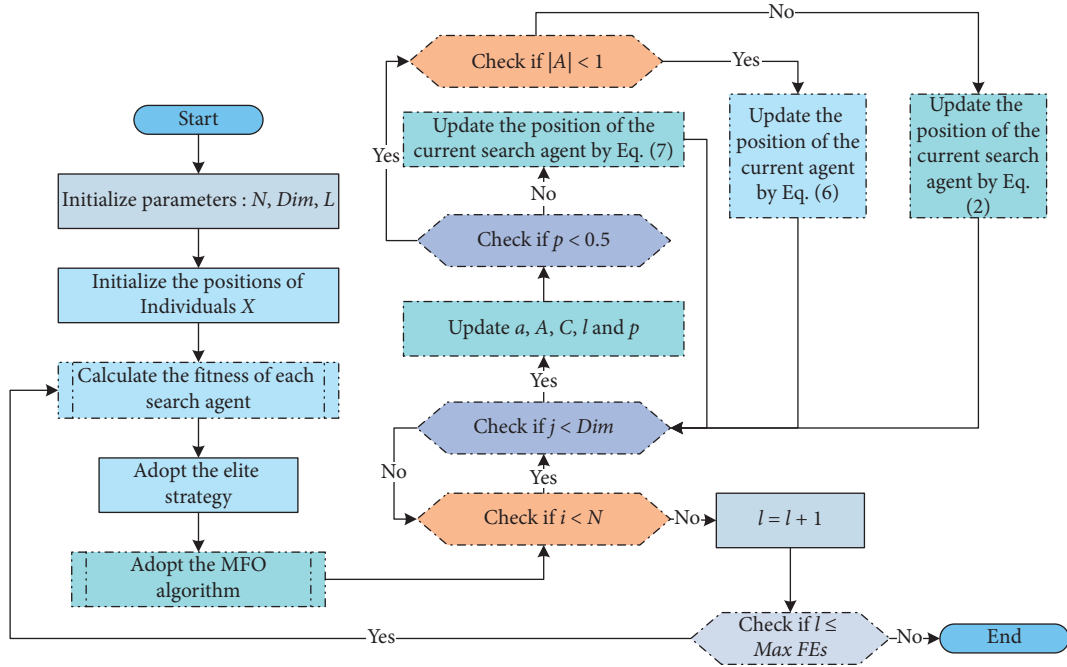 Start
Initialize parameters : N, Dim, L
Initialize the positions of
Individuals X
Calculate the fitness of each
search agent
Adopt the elite
strategy
Adopt the MFO
algorithm
Check if i < N
Yes
No
Check if j < Dim
Yes
No
Update a, A, C, l and p
Check if p < 0.5
No
Yes
Update the position of the
current search agent by Eq. (7)
Check if |A| < 1
Yes
No
Update the
position of the
current agent
by Eq. (6)
Update the
position of the
current search
agent by Eq.
(2)
l = l + 1
Check if l ≤
Max FEs
Yes
No
End